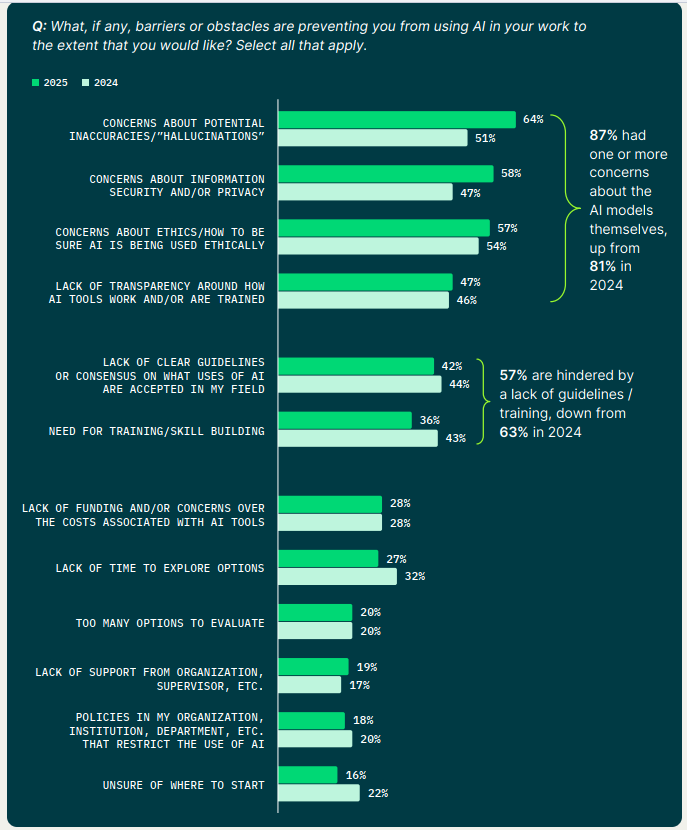 Q: What, if any, barriers or obstacles are preventing you from using AI in your work to
the extent that you would like? Select all that apply.
2025 2024
CONCERNS ABOUT POTENTIAL
INACCURACIES/”HALLUCINATIONS”
64%
51%
CONCERNS ABOUT INFORMATION
SECURITY AND/OR PRIVACY
58%
47%
CONCERNS ABOUT ETHICS/HOW TO BE
SURE AI IS BEING USED ETHICALLY
57%
54%
LACK OF TRANSPARENCY AROUND HOW
AI TOOLS WORK AND/OR ARE TRAINED
47%
46%
87% had
one or more
concerns
about the
AI models
themselves,
up from
81% in
2024
LACK OF CLEAR GUIDELINES
OR CONSENSUS ON WHAT USES OF AI
ARE ACCEPTED IN MY FIELD
42%
44%
NEED FOR TRAINING/SKILL BUILDING
36%
43%
57% are hindered by
a lack of guidelines /
training, down from
63% in 2024
LACK OF FUNDING AND/OR CONCERNS OVER
THE COSTS ASSOCIATED WITH AI TOOLS
28%
28%
LACK OF TIME TO EXPLORE OPTIONS
27%
32%
TOO MANY OPTIONS TO EVALUATE
20%
20%
LACK OF SUPPORT FROM ORGANIZATION,
SUPERVISOR, ETC.
19%
17%
POLICIES IN MY ORGANIZATION,
INSTITUTION, DEPARTMENT, ETC.
THAT RESTRICT THE USE OF AI
18%
20%
UNSURE OF WHERE TO START
16%
22%